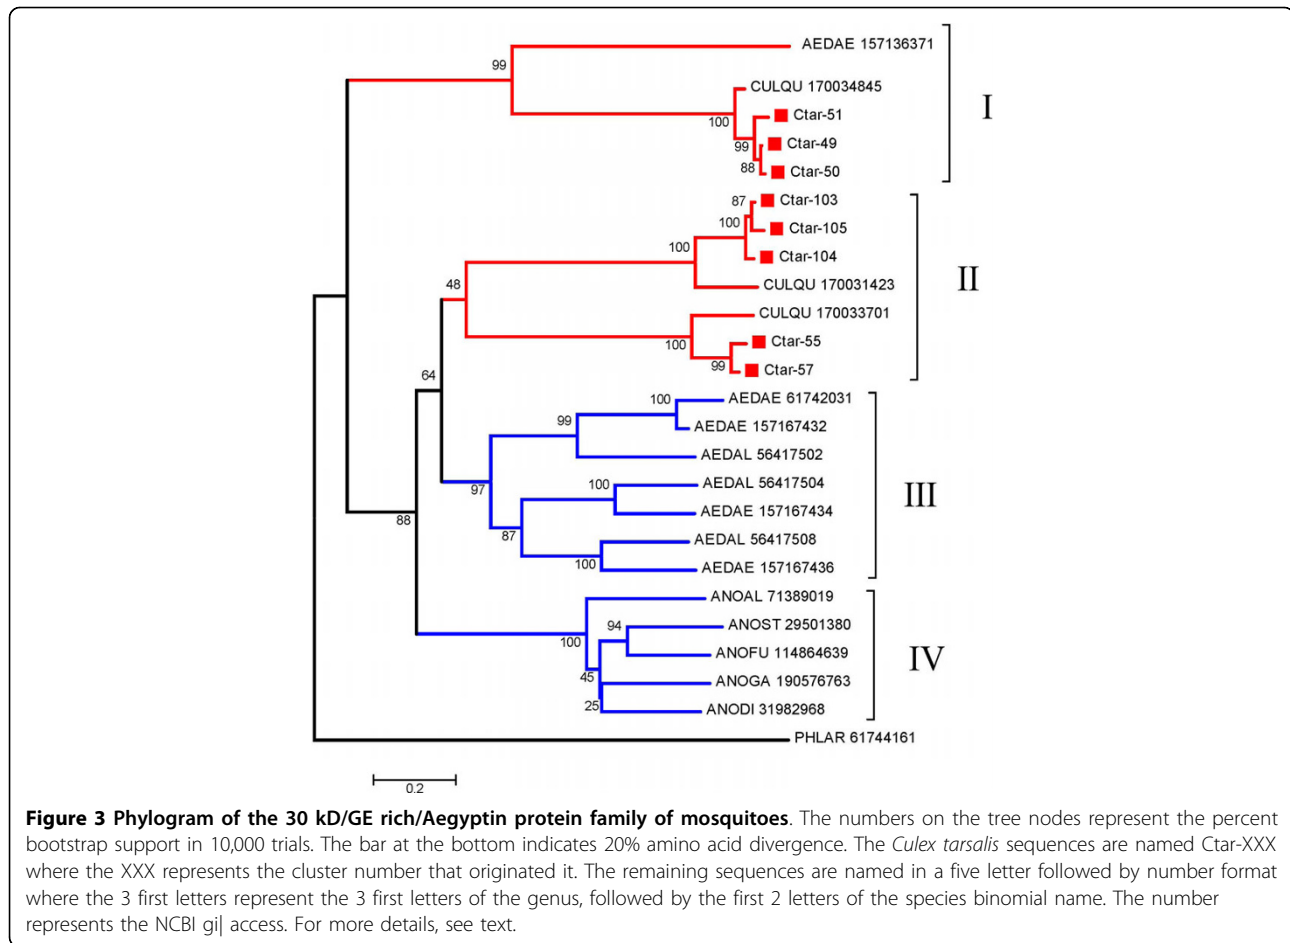 AEDAE 157136371
99
CULQU 170034845
I
Ctar-51
100
Ctar-49
99
88
Ctar-50
87
Ctar-103
100
Ctar-105
100
Ctar-104
48
CULQU 170031423
II
CULQU 170033701
Ctar-55
100
99
Ctar-57
64
100
AEDAE 61742031
99
AEDAE 157167432
AEDAL 56417502
97
100
AEDAL 56417504
III
AEDAE 157167434
88
87
AEDAL 56417508
100
AEDAE 157167436
ANOAL 71389019
94
ANOST 29501380
100
ANOFU 114864639
IV
45
ANOGA 190576763
25
ANODI 31982968
PHLAR 61744161
0.2
Figure 3 Phylogram of the 30 kD/GE rich/Aegyptin protein family of mosquitoes. The numbers on the tree nodes represent the percent
bootstrap support in 10,000 trials. The bar at the bottom indicates 20% amino acid divergence. The Culex tarsalis sequences are named Ctar-XXX
where the XXX represents the cluster number that originated it. The remaining sequences are named in a five letter followed by number format
where the 3 first letters represent the 3 first letters of the genus, followed by the first 2 letters of the species binomial name. The number
represents the NCBI gi| access. For more details, see text.